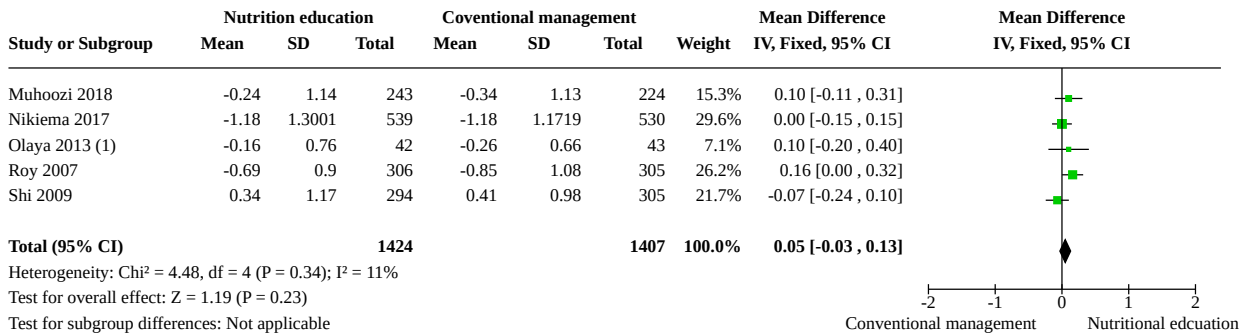 Nutrition education Coventional management Mean Difference Mean Difference
Study or Subgroup Mean SD Total Mean SD Total Weight IV, Fixed, 95% CI IV, Fixed, 95% CI
Muhoozi 2018 -0.24 1.14 243 -0.34 1.13 224 15.3% 0.10 [-0.11 , 0.31]
Nikiema 2017 -1.18 1.3001 539 -1.18 1.1719 530 29.6% 0.00 [-0.15 , 0.15]
Olaya 2013 (1) -0.16 0.76 42 -0.26 0.66 43 7.1% 0.10 [-0.20 , 0.40]
Roy 2007 -0.69 0.9 306 -0.85 1.08 305 26.2% 0.16 [0.00 , 0.32]
Shi 2009 0.34 1.17 294 0.41 0.98 305 21.7% -0.07 [-0.24 , 0.10]
Total (95% CI) 1424 1407 100.0% 0.05 [-0.03 , 0.13]
Heterogeneity: Chi² = 4.48, df = 4 (P = 0.34); I² = 11%
Test for overall effect: Z = 1.19 (P = 0.23)
-2 -1 0 1 2
Test for subgroup differences: Not applicable Conventional management Nutritional edcuation